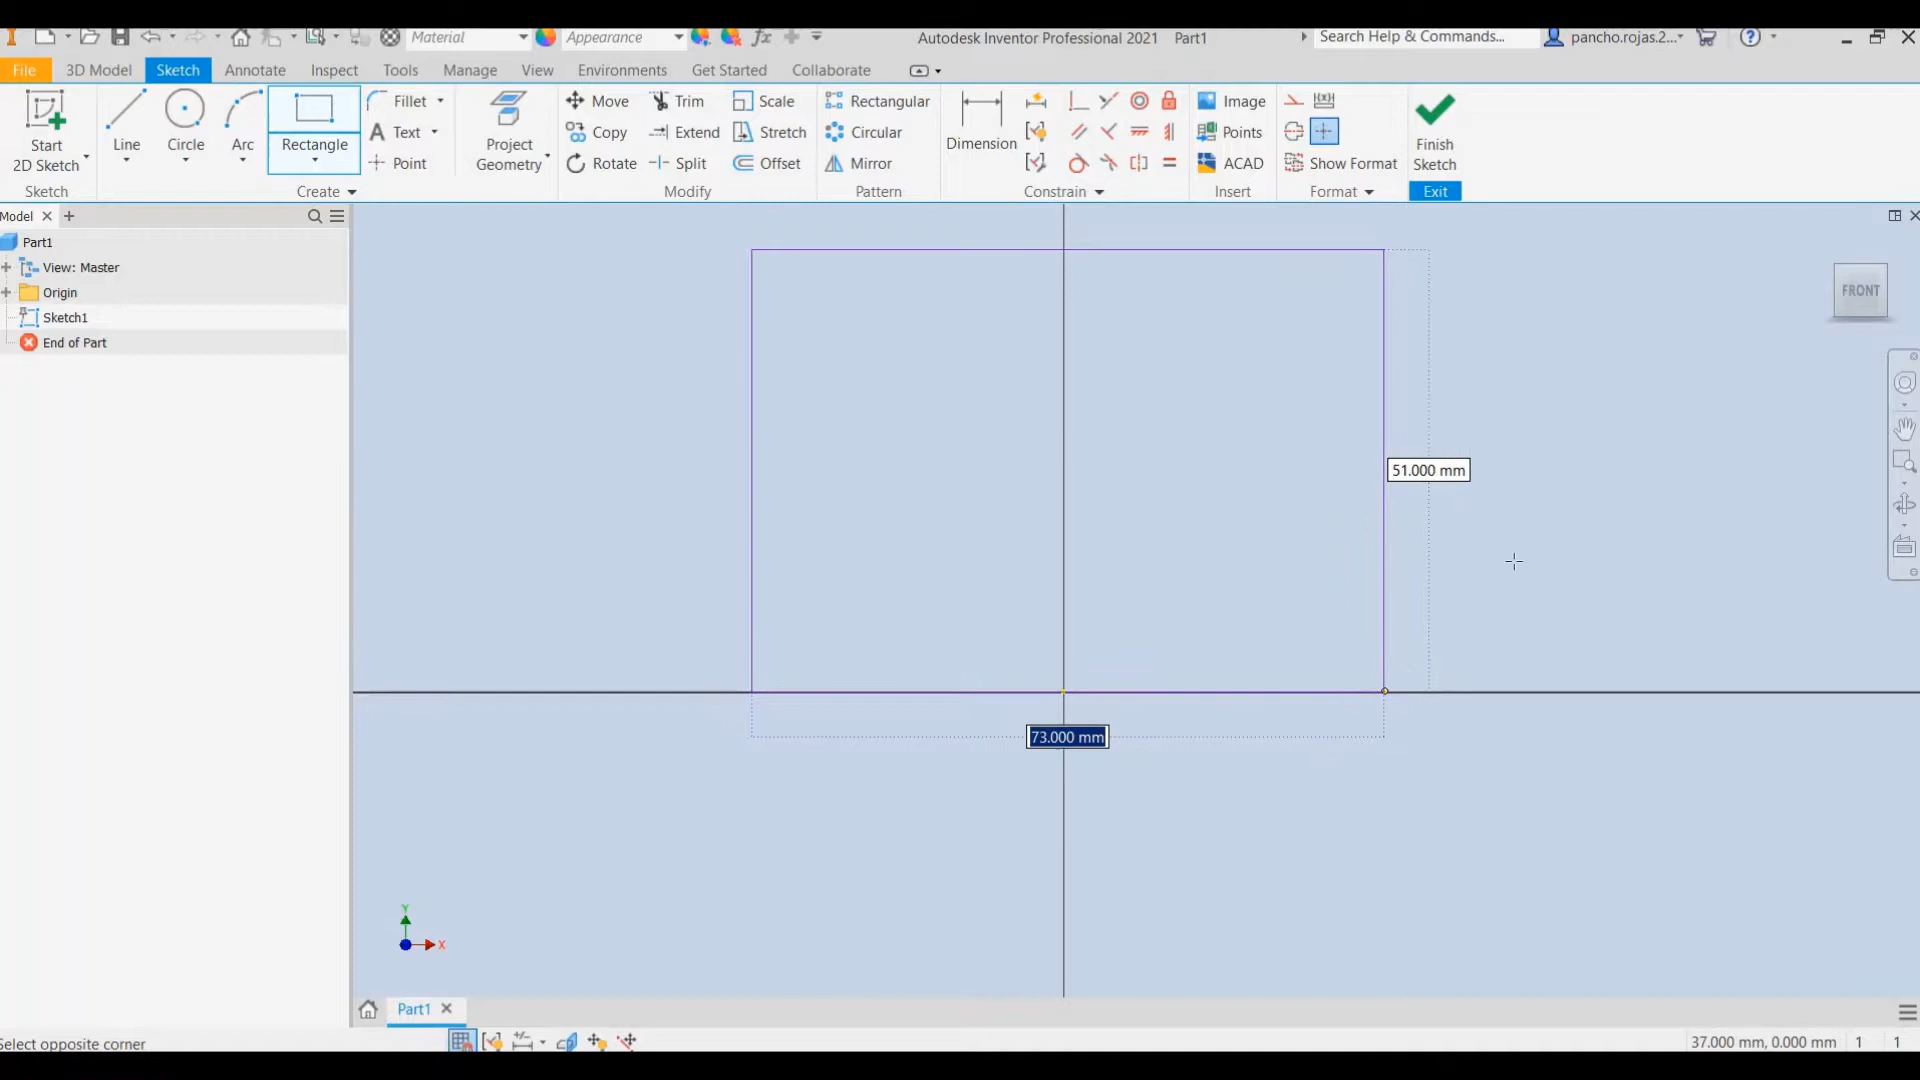 Material Appearance fx Autodesk Inventor Professional 2021 Part1 Search Help & Commands... pancho.rojas.2...
File 3D Model Sketch Annotate Inspect Tools Manage View Environments Get Started Collaborate
Start
2D Sketch
Line
Circle
Arc
Rectangle
Fillet
Text
Point
Project
Geometry
Move Trim Scale
Copy Extend Stretch
Rotate Split Offset
Rectangular
Circular
Mirror
Dimension
Image
Points
ACAD
Show Format
Finish
Sketch
Sketch Create Modify Pattern Constrain Insert Format Exit
Model
Part1
View: Master
Origin
Sketch1
End of Part
FRONT
51.000 mm
73.000 mm
Y
X
Part1
Select opposite corner
37.000 mm, 0.000 mm 1 1